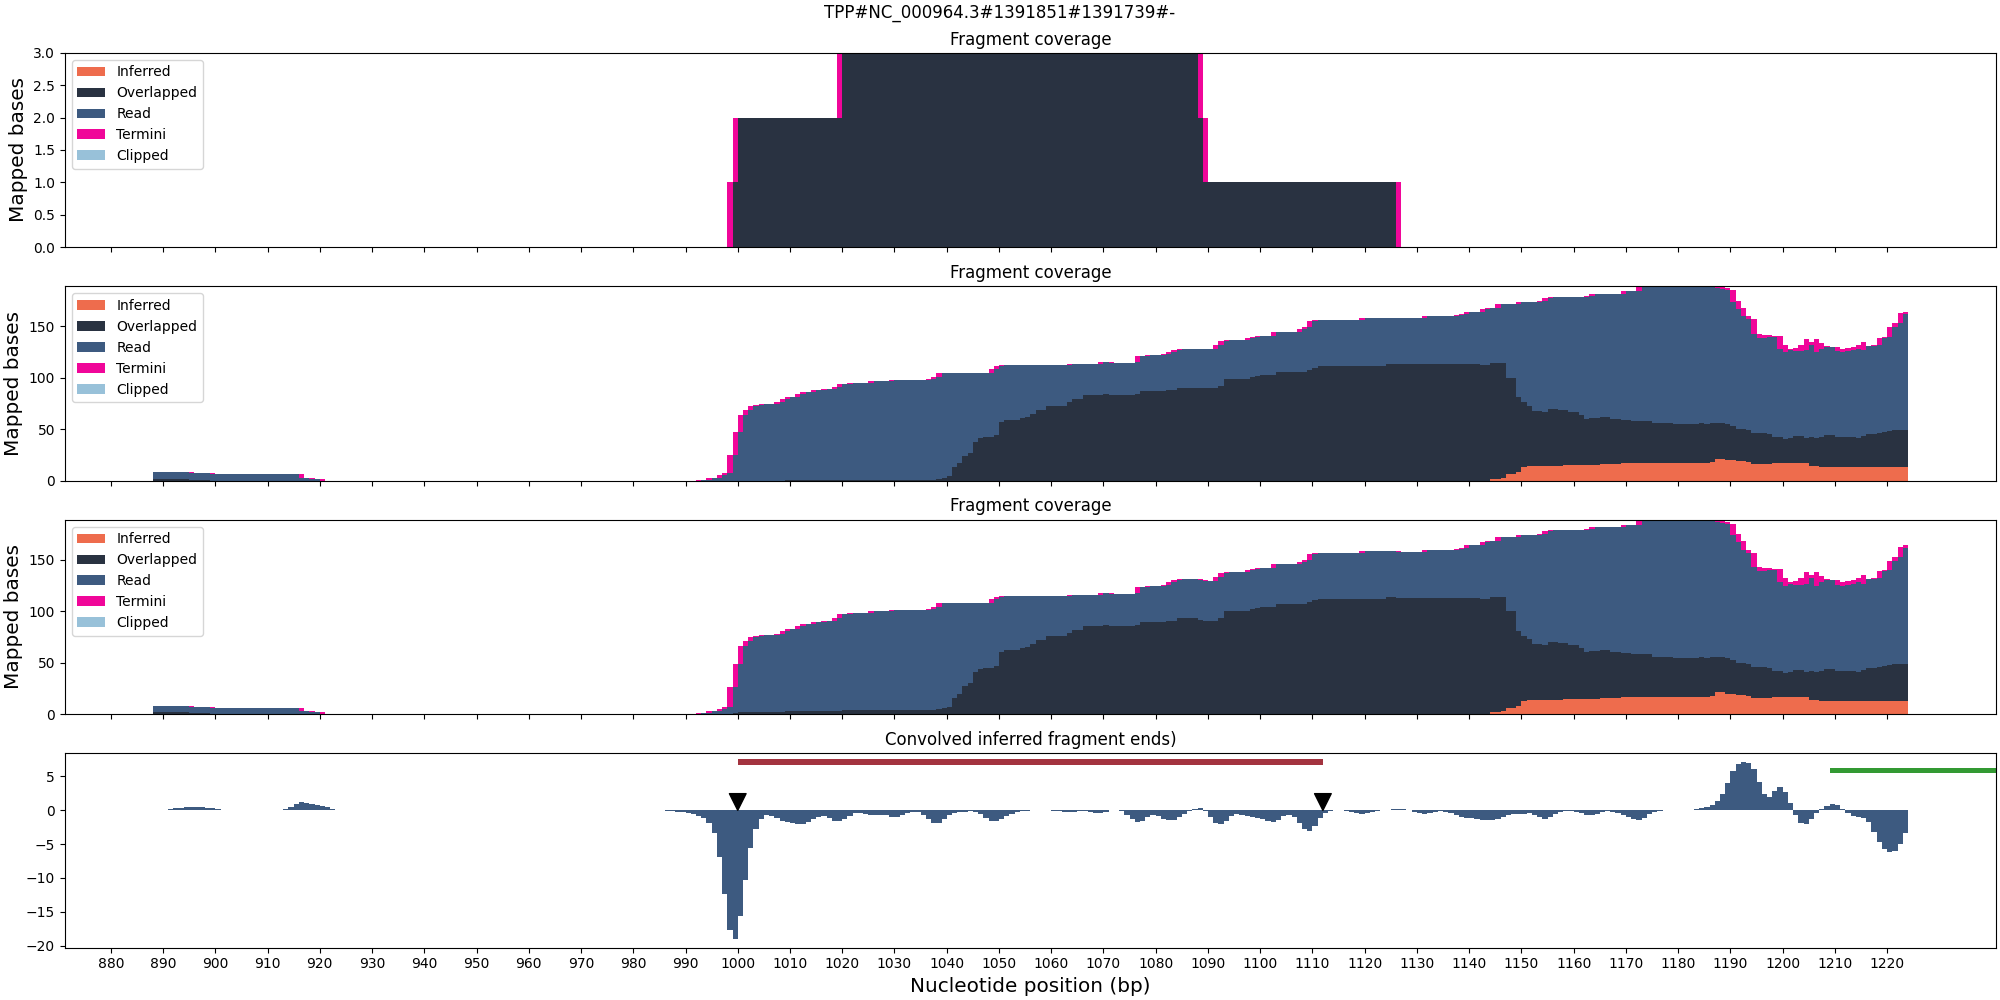 TPP#NC_000964.3#1391851#1391739#-
Fragment coverage
Mapped bases
3.0
2.5
2.0
1.5
1.0
0.5
0.0
Inferred
Overlapped
Read
Termini
Clipped
Fragment coverage
Mapped bases
150
100
50
0
Inferred
Overlapped
Read
Termini
Clipped
Fragment coverage
Mapped bases
150
100
50
0
Inferred
Overlapped
Read
Termini
Clipped
Convolved inferred fragment ends)
5
0
−5
−10
−15
−20
880 890 900 910 920 930 940 950 960 970 980 990 1000 1010 1020 1030 1040 1050 1060 1070 1080 1090 1100 1110 1120 1130 1140 1150 1160 1170 1180 1190 1200 1210 1220
Nucleotide position (bp)